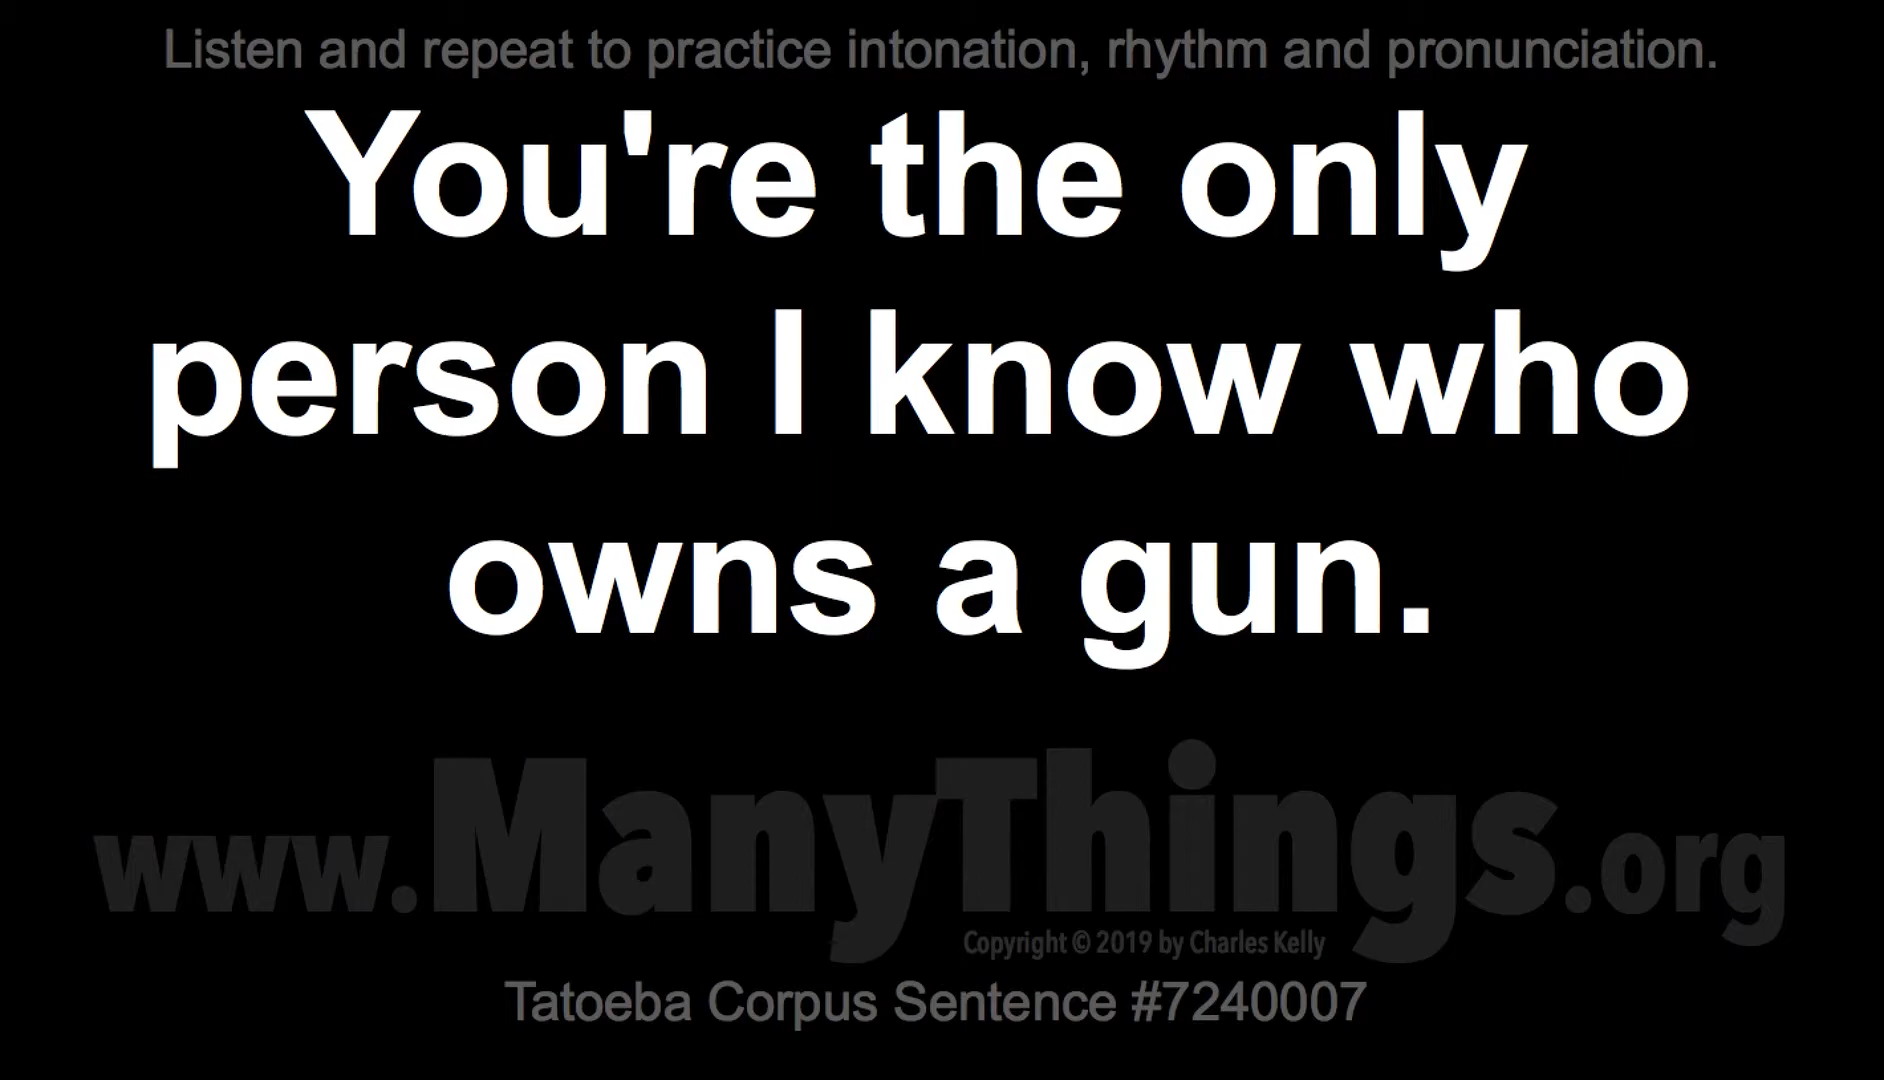 Listen and repeat to practice intonation, rhythm and pronunciation.
You're the only
person I know who
owns a gun.
www.ManyThings.org
Copyright © 2019 by Charles Kelly
Tatoeba Corpus Sentence #7240007